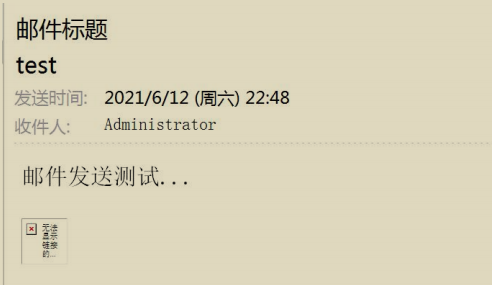 邮件标题
test
发送时间: 2021/6/12 (周六) 22:48
收件人: Administrator
邮件发送测试...
无法
显示
链接
的...